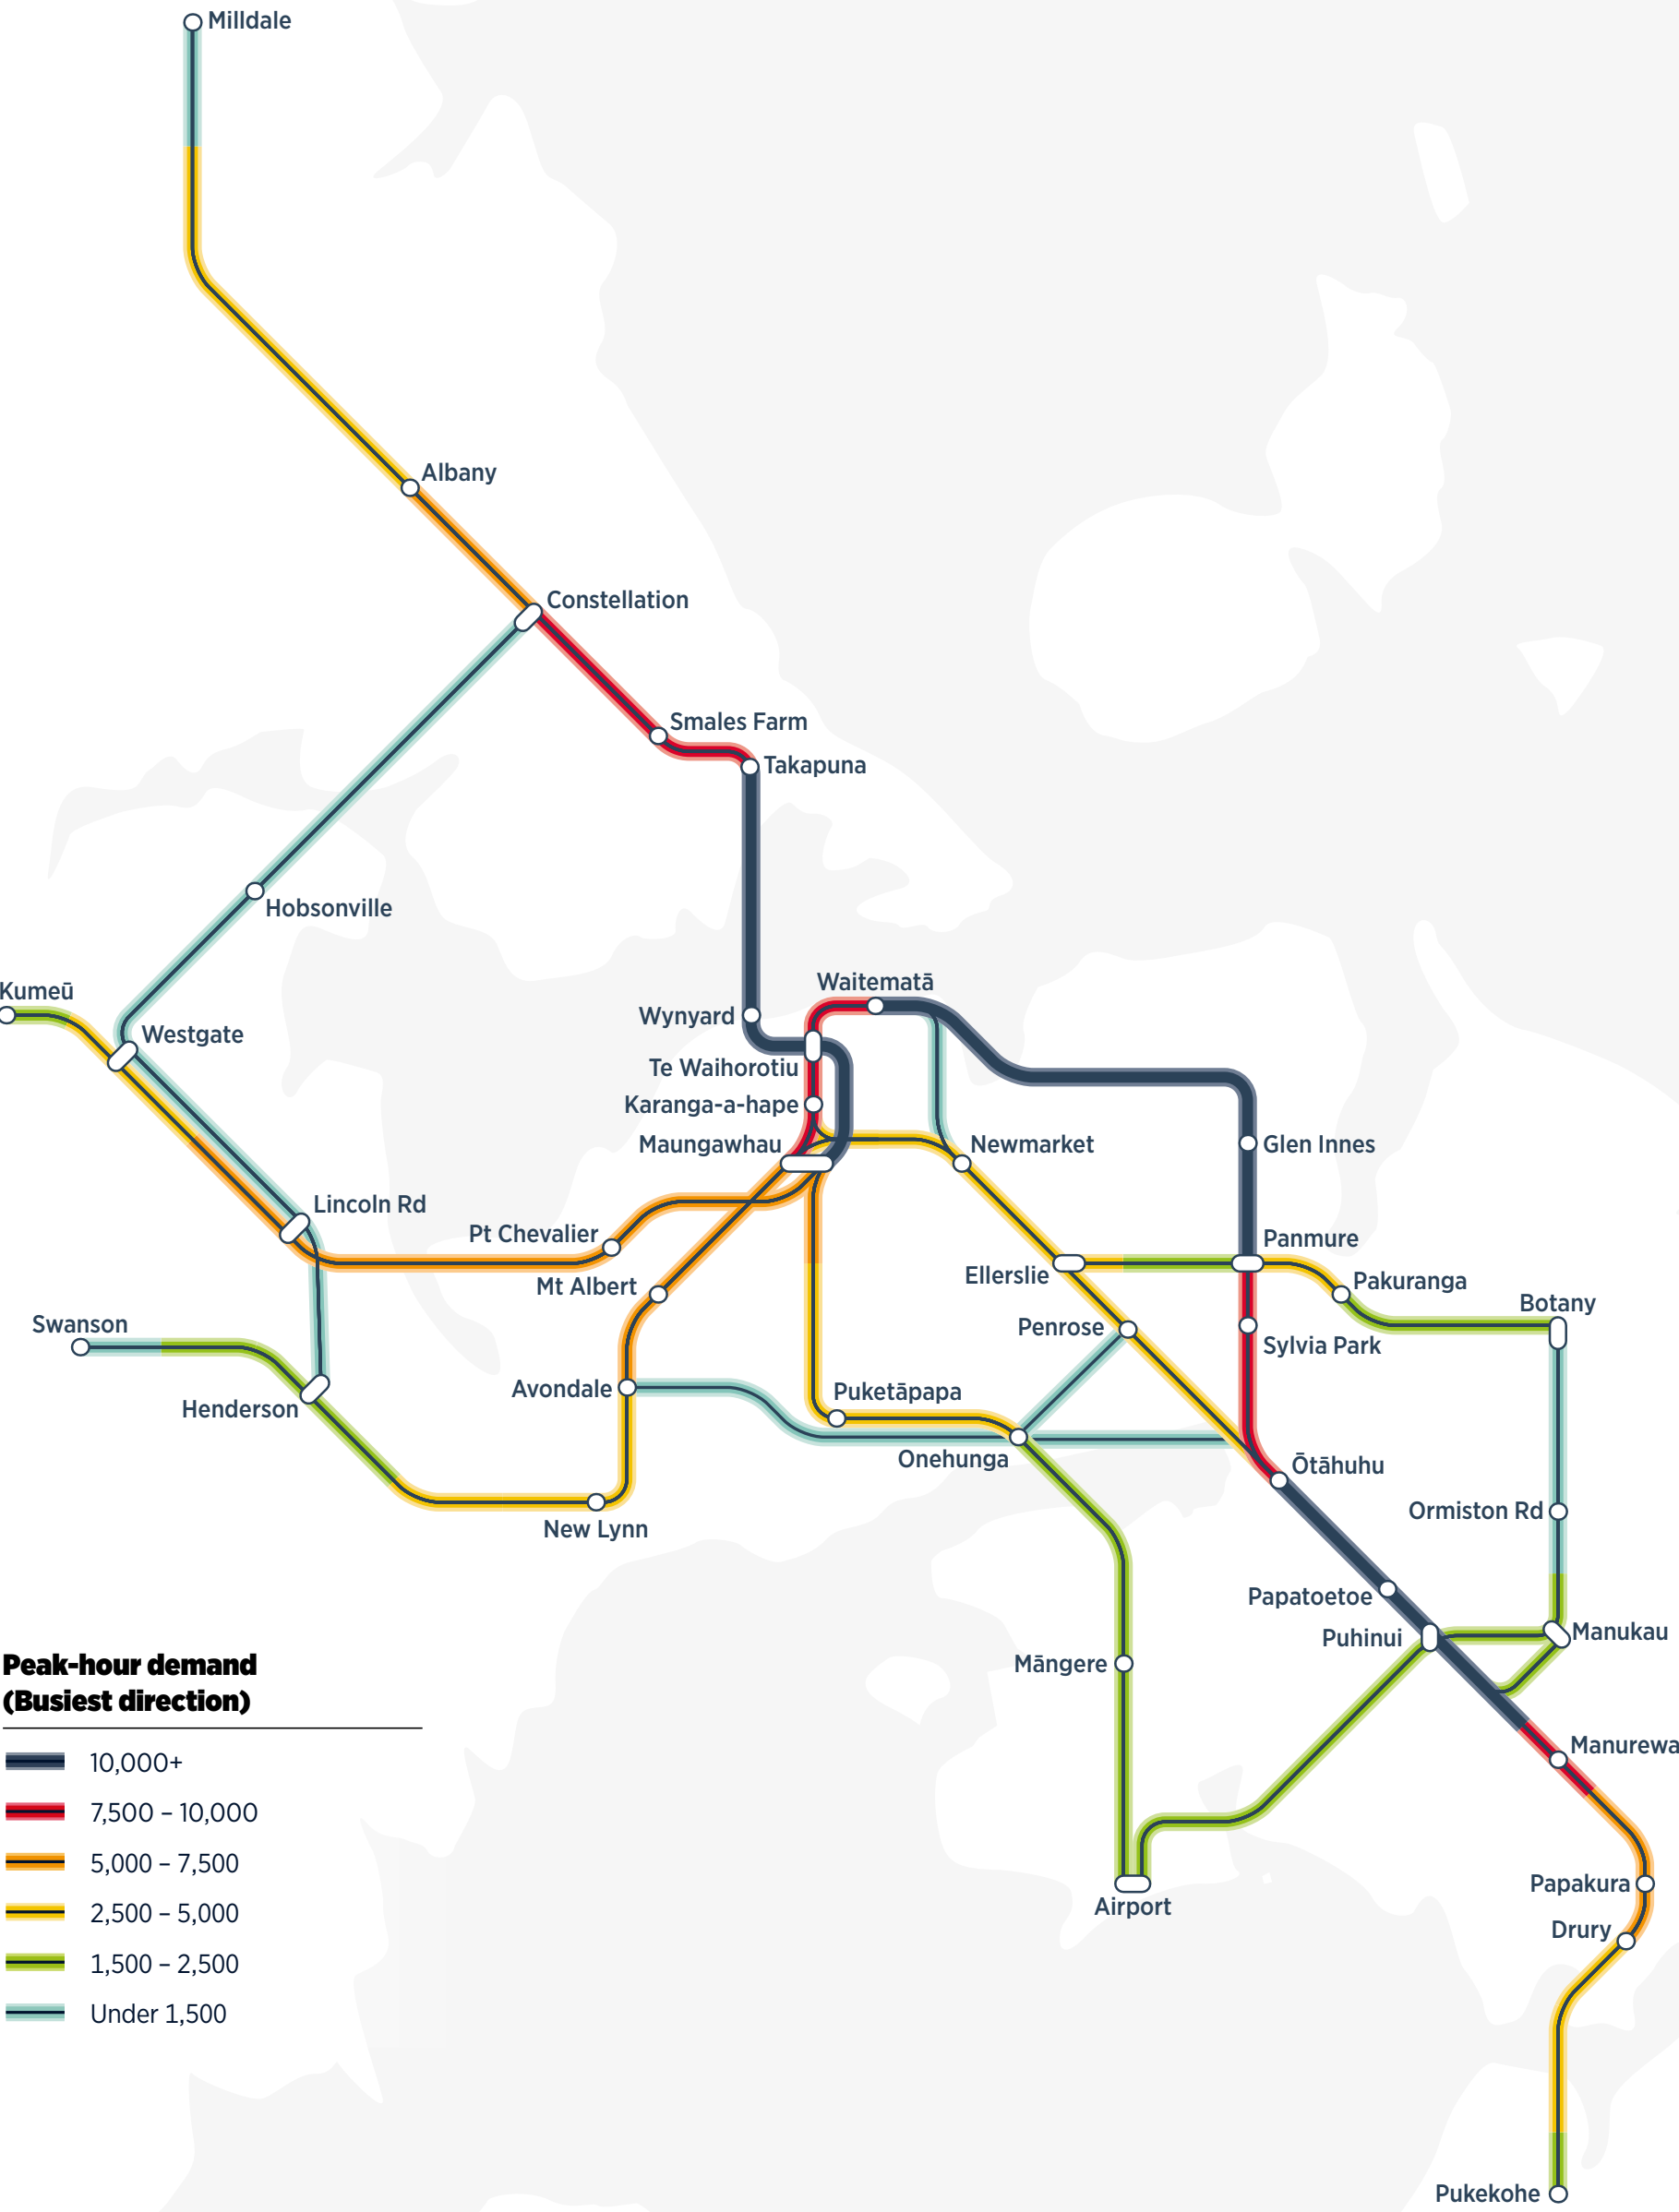 Milldale
Albany
Constellation
Smales Farm
Takapuna
Hobsonville
Waitematā
Kumeū
Wynyard
Westgate
Te Waihorotiu
Karanga-a-hape
Maungawhau
Newmarket
Glen Innes
Lincoln Rd
Pt Chevalier
Panmure
Ellerslie
Pakuranga
Mt Albert
Botany
Swanson
Penrose
Sylvia Park
Avondale
Puketāpapa
Henderson
Onehunga
Ōtāhuhu
Ormiston Rd
New Lynn
Papatoetoe
Puhinui
Manukau
Māngere
Manurewa
Papakura
Airport
Drury
Pukekohe
Peak-hour demand
(Busiest direction)
10,000+
7,500 – 10,000
5,000 – 7,500
2,500 – 5,000
1,500 – 2,500
Under 1,500